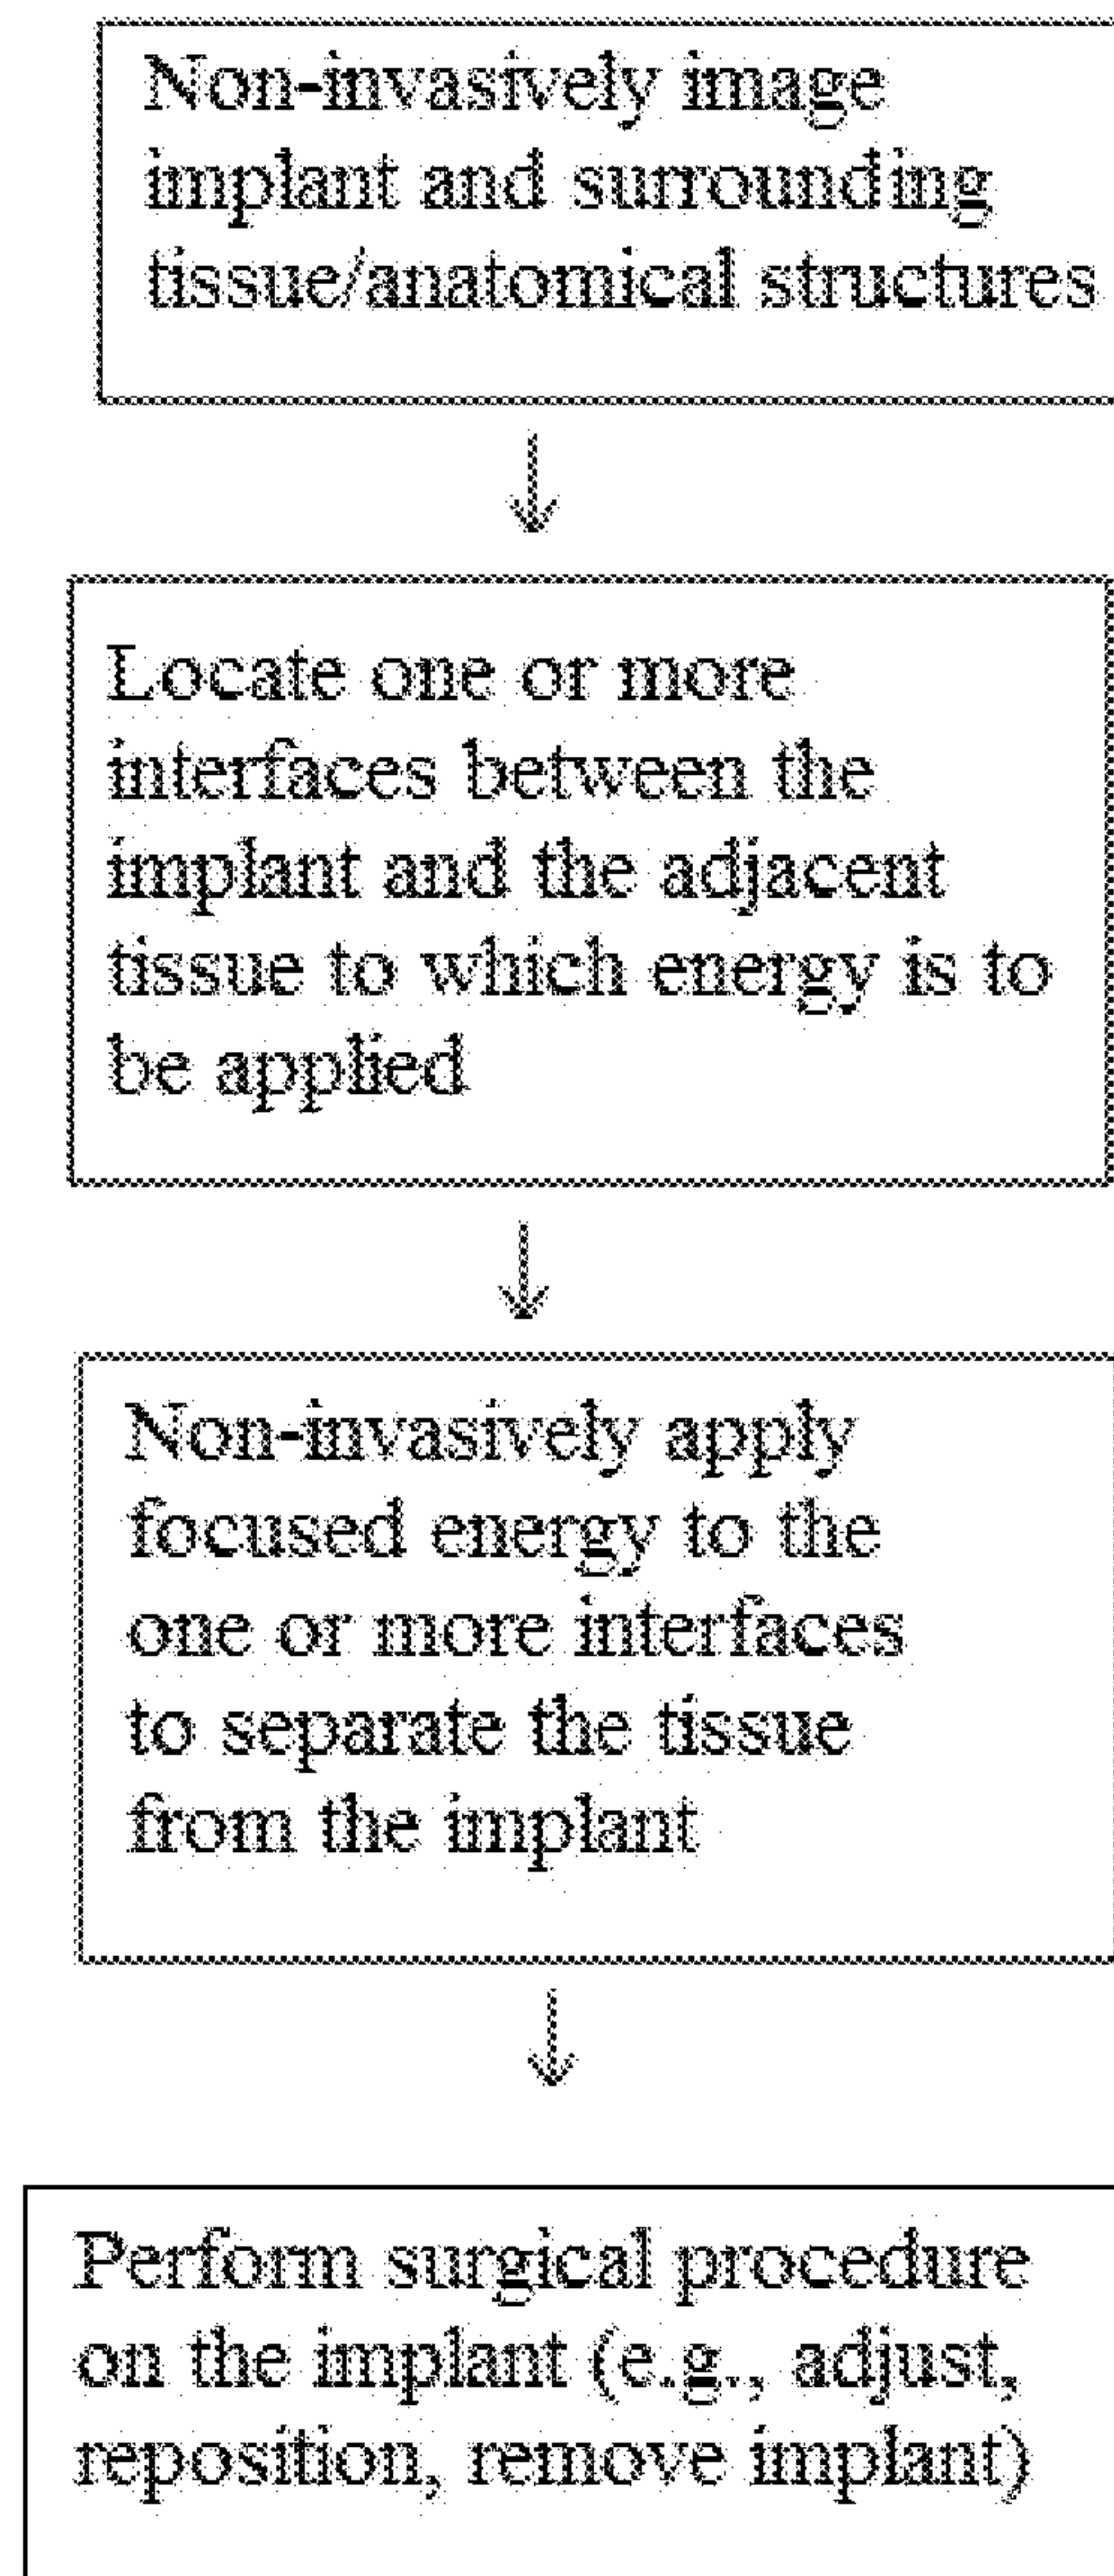 Non-invasively image
implant and surrounding
tissue/anatomical structures
Locate one or more
interfaces between the
implant and the adjacent
tissue to which energy is to
be applied
Non-invasively apply
focused energy to the
one or more interfaces
to separate the tissue
from the implant
Perform surgical procedure
on the implant (e.g., adjust,
reposition, remove implant)